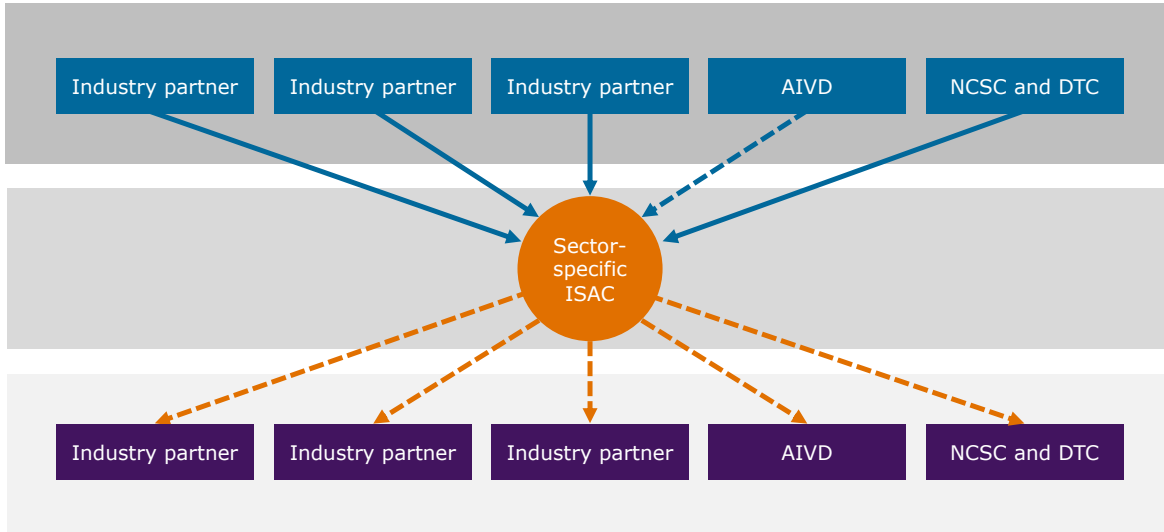 Industry partner
Industry partner
Industry partner
AIVD
NCSC and DTC
Sector-
specific
ISAC
Industry partner
Industry partner
Industry partner
AIVD
NCSC and DTC